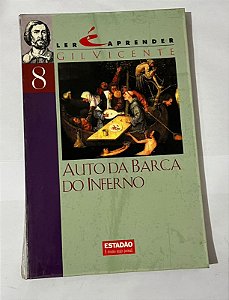 LER É APRENDER
GIL VICENTE
8
AUTO DA BARCA
DO INFERNO
ESTADÃO